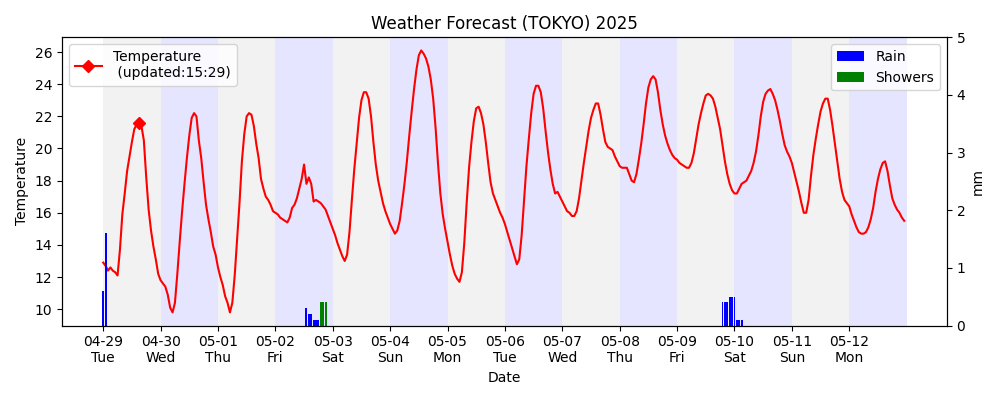 Weather Forecast (TOKYO) 2025
Temperature
(updated:15:29)
Rain
Showers
Temperature
26
24
22
20
18
16
14
12
10
5
4
3
2
1
0
mm
04-29 04-30 05-01 05-02 05-03 05-04 05-05 05-06 05-07 05-08 05-09 05-10 05-11 05-12
Tue Wed Thu Fri Sat Sun Mon Tue Wed Thu Fri Sat Sun Mon
Date